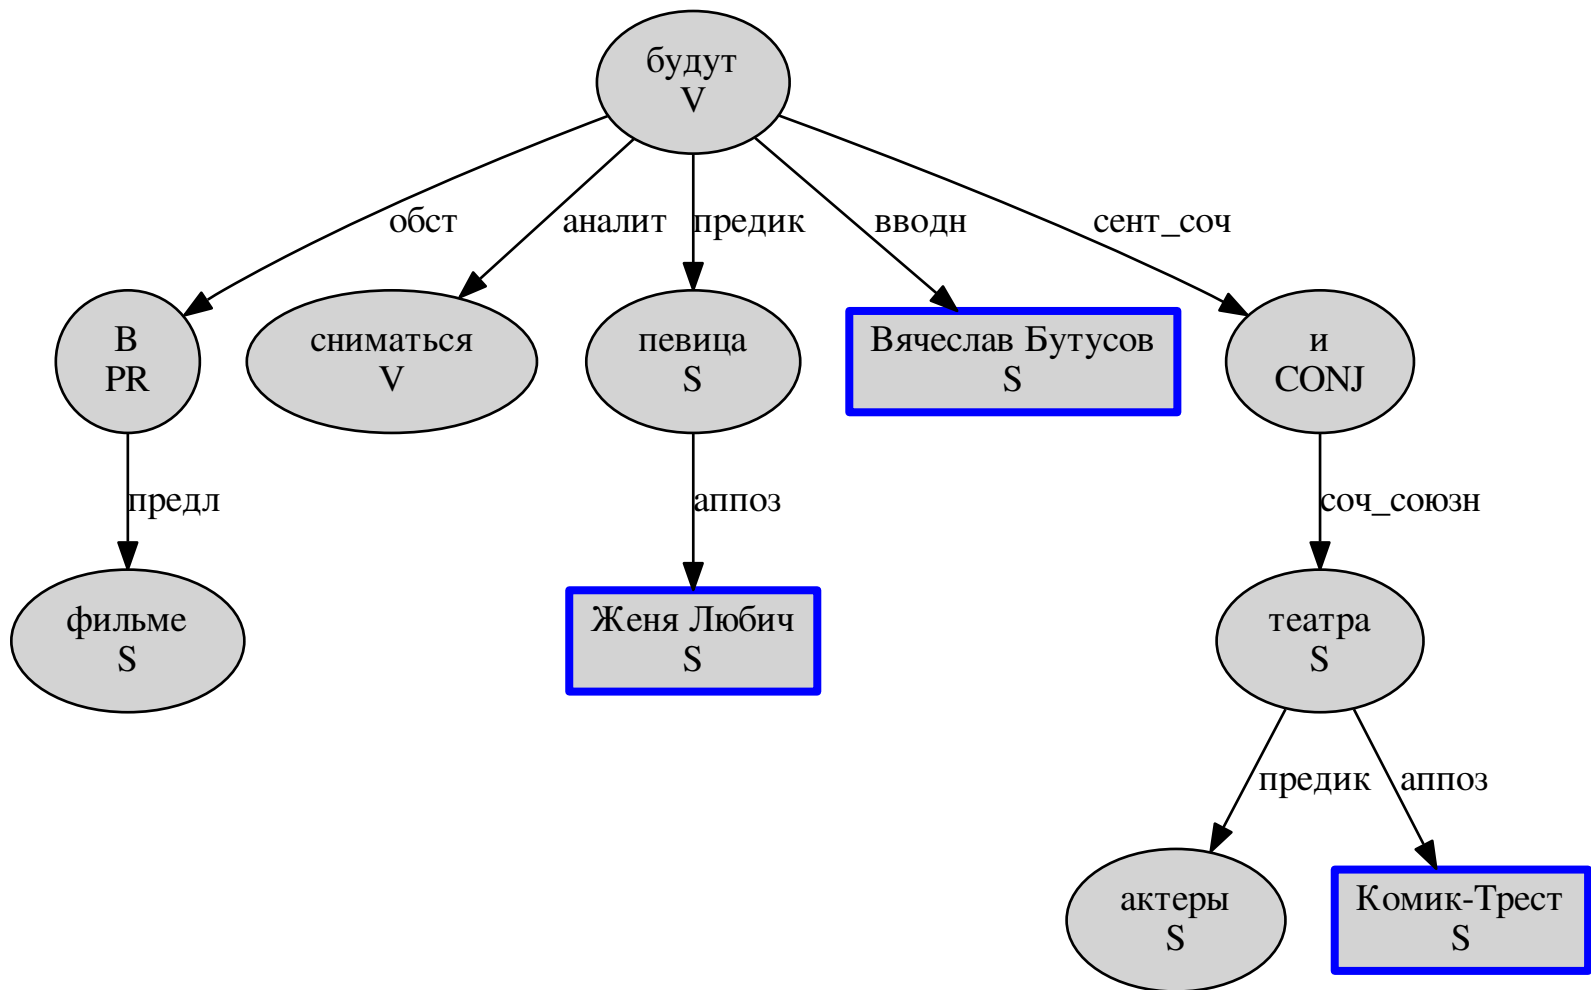 будут
V
обст
аналит
предик
вводн
сент_соч
В
PR
сниматься
V
певица
S
Вячеслав Бутусов
S
и
CONJ
предл
аппоз
соч_союзн
фильме
S
Женя Любич
S
театра
S
предик
аппоз
актеры
S
Комик-Трест
S